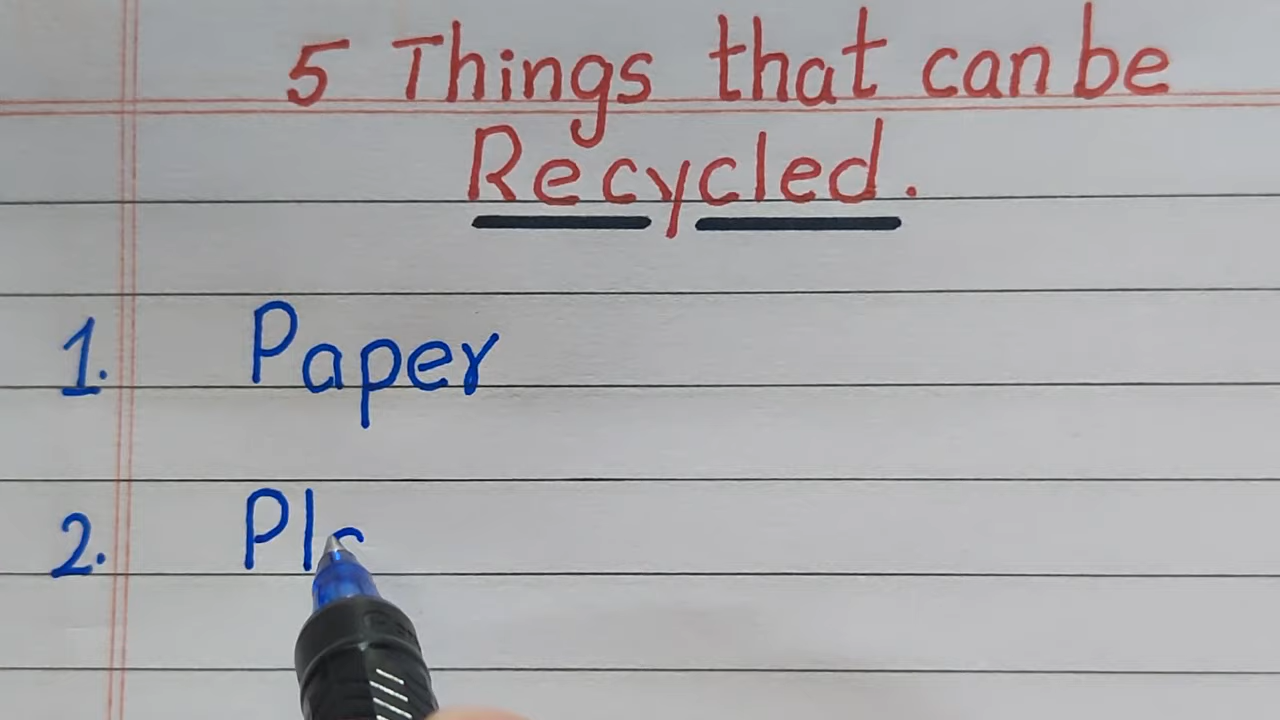 5 Things that can be
Recycled.
1. Paper
2. Pl